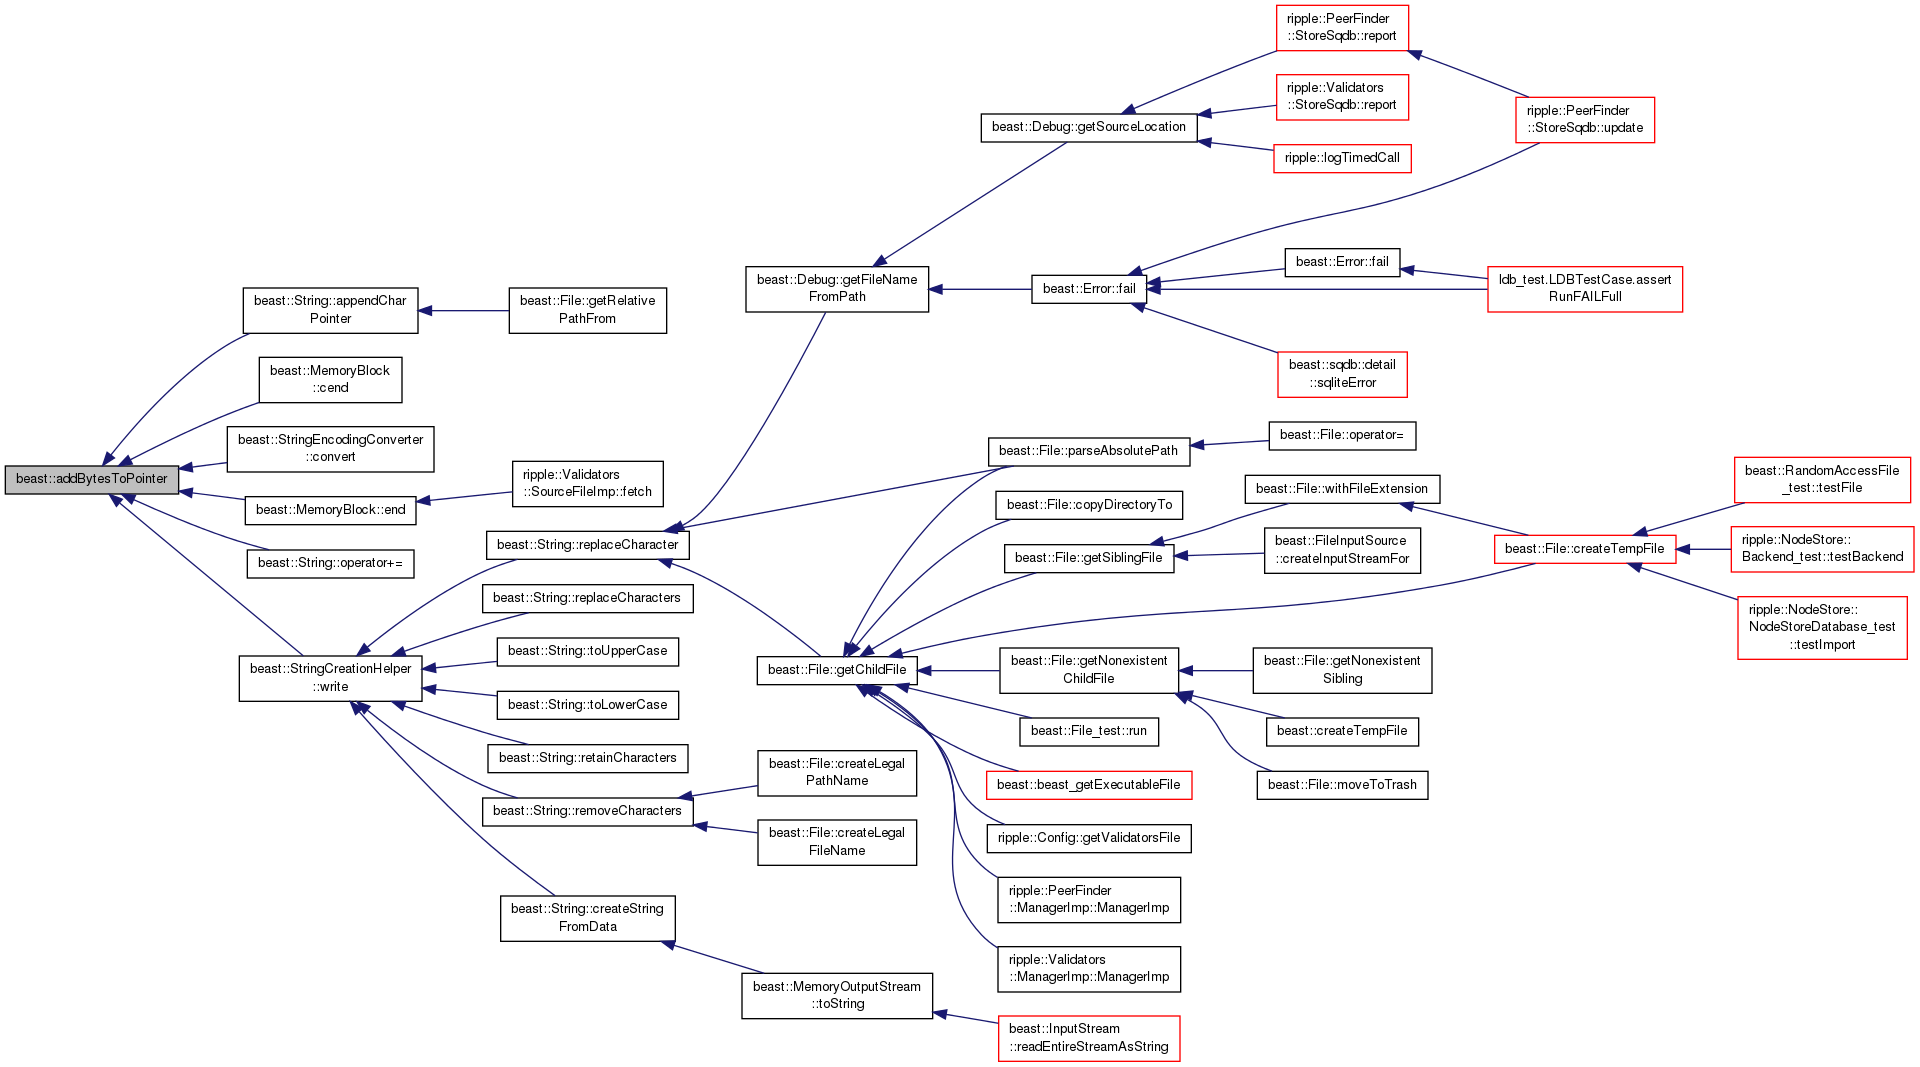 beast::addBytesToPointer
beast::String::appendChar
Pointer
beast::File::getRelative
PathFrom
beast::MemoryBlock
::cend
beast::StringEncodingConverter
::convert
beast::MemoryBlock::end
ripple::Validators
::SourceFileImp::fetch
beast::String::operator+=
beast::StringCreationHelper
::write
beast::String::replaceCharacter
beast::String::replaceCharacters
beast::String::toUpperCase
beast::String::toLowerCase
beast::String::retainCharacters
beast::String::removeCharacters
beast::String::createString
FromData
beast::Debug::getFileName
FromPath
beast::File::getChildFile
beast::File::createLegal
PathName
beast::File::createLegal
FileName
beast::MemoryOutputStream
::toString
beast::Debug::getSourceLocation
beast::Error::fail
beast::File::parseAbsolutePath
beast::File::copyDirectoryTo
beast::File::getSiblingFile
beast::File::getNonexistent
ChildFile
beast::File_test::run
beast::beast_getExecutableFile
ripple::Config::getValidatorsFile
ripple::PeerFinder
::ManagerImp::ManagerImp
ripple::Validators
::ManagerImp::ManagerImp
beast::InputStream
::readEntireStreamAsString
ripple::PeerFinder
::StoreSqdb::report
ripple::Validators
::StoreSqdb::report
ripple::logTimedCall
beast::Error::fail
beast::sqdb::detail
::sqliteError
beast::File::operator=
beast::File::withFileExtension
beast::FileInputSource
::createInputStreamFor
beast::File::getNonexistent
Sibling
beast::createTempFile
beast::File::moveToTrash
ripple::PeerFinder
::StoreSqdb::update
ldb_test.LDBTestCase.assert
RunFAILFull
beast::File::createTempFile
beast::RandomAccessFile
_test::testFile
ripple::NodeStore::
Backend_test::testBackend
ripple::NodeStore::
NodeStoreDatabase_test
::testImport